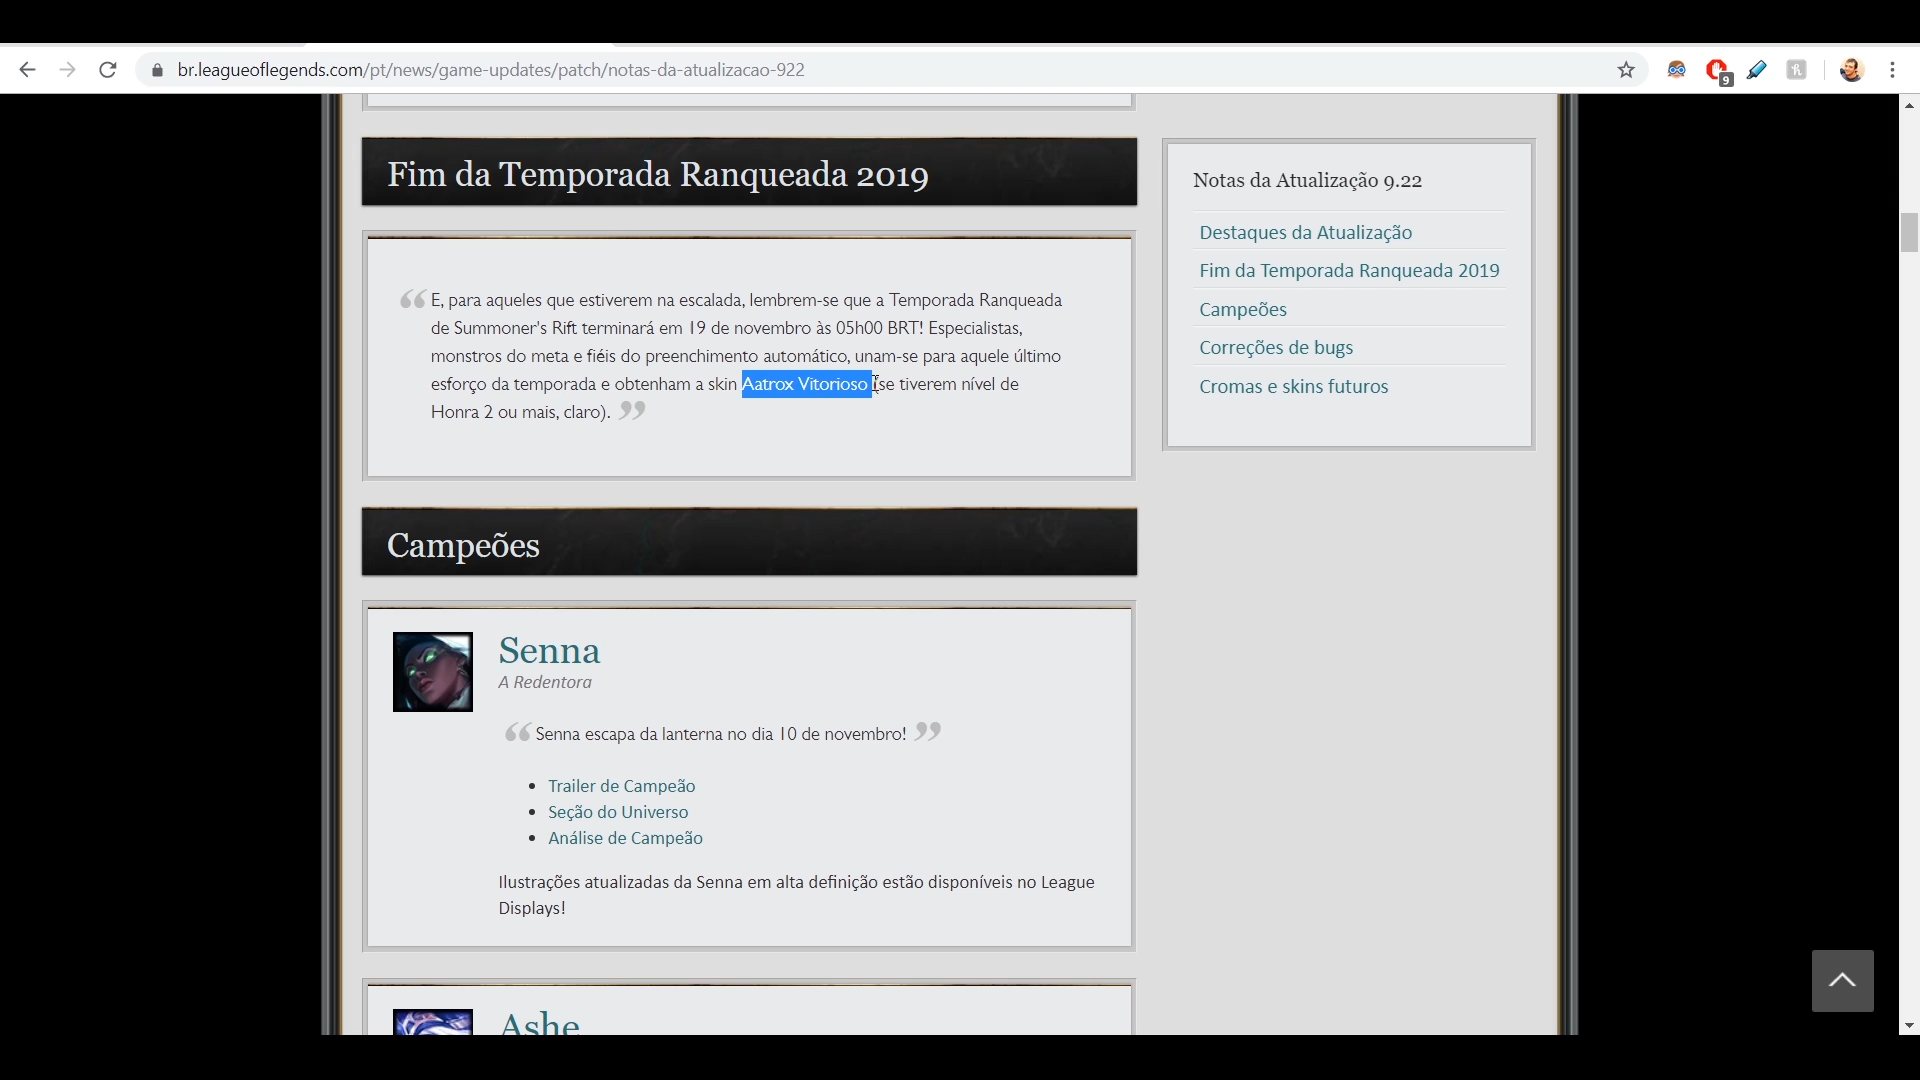 br.leagueoflegends.com/pt/news/game-updates/patch/notas-da-atualizacao-922
9
Fim da Temporada Ranqueada 2019
“E, para aqueles que estiverem na escalada, lembrem-se que a Temporada Ranqueada
de Summoner's Rift terminará em 19 de novembro às 05h00 BRT! Especialistas,
monstros do meta e fiéis do preenchimento automático, unam-se para aquele último
esforço da temporada e obtenham a skin Aatrox Vitorioso (se tiverem nível de
Honra 2 ou mais, claro). ”
Campeões
Senna
A Redentora
“Senna escapa da lanterna no dia 10 de novembro! ”
• Trailer de Campeão
• Seção do Universo
• Análise de Campeão
Ilustrações atualizadas da Senna em alta definição estão disponíveis no League
Displays!
Ashe
Notas da Atualização 9.22
Destaques da Atualização
Fim da Temporada Ranqueada 2019
Campeões
Correções de bugs
Cromas e skins futuros